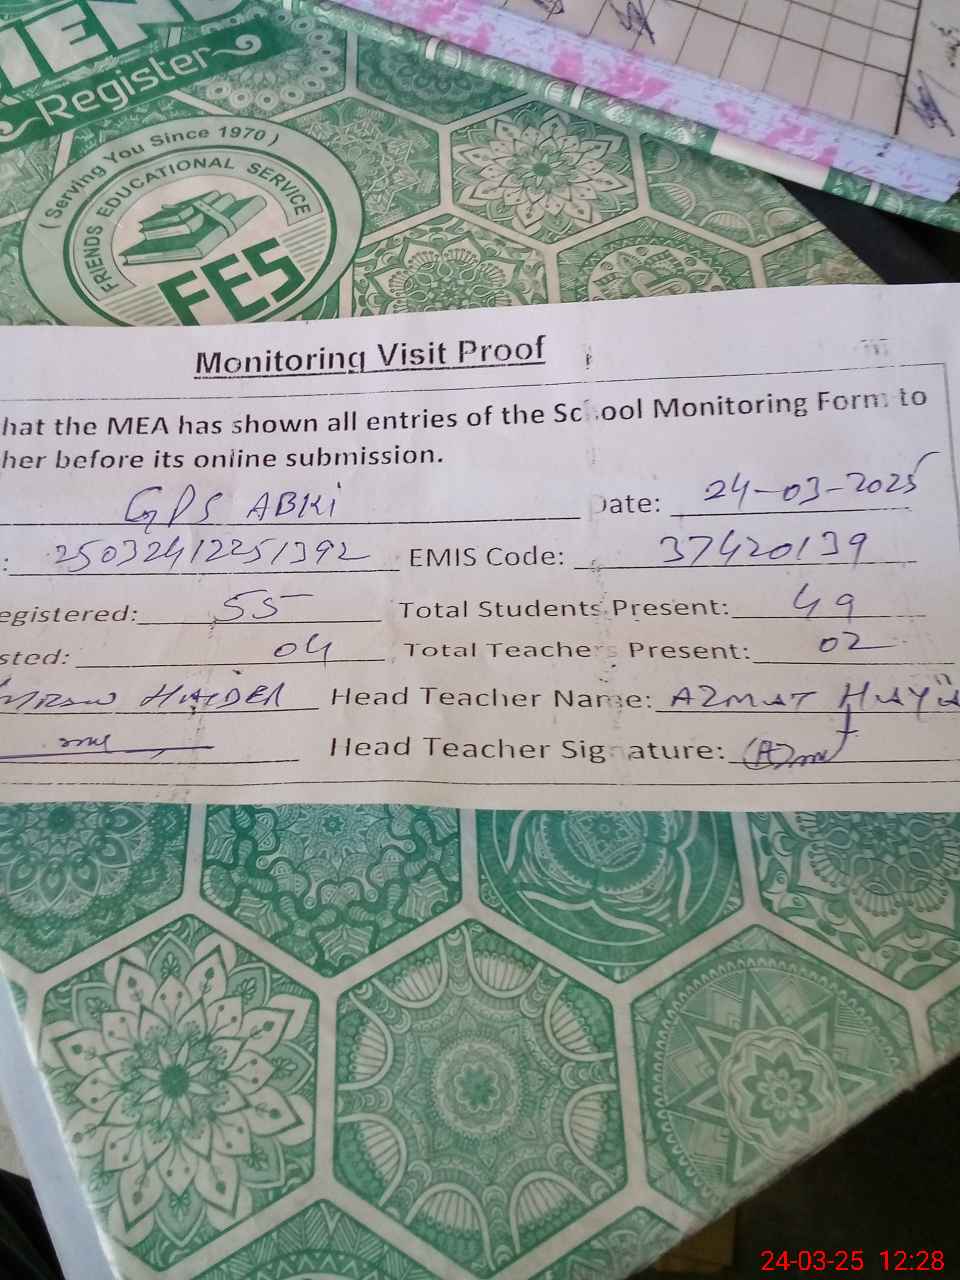 Register
( Serving You Since 1970 )
FRIENDS EDUCATIONAL SERVICE
FES
Monitoring Visit Proof
hat the MEA has shown all entries of the School Monitoring Form to
her before its online submission.
GPS ABKI Date: 24-03-2025
: 25032412251392 EMIS Code: 37420139
egistered: 55 Total Students Present: 49
sted: 04 Total Teachers Present: 02
HAIDER Head Teacher Name: AZMAT HAYA
Head Teacher Signature:
24-03-25 12:28